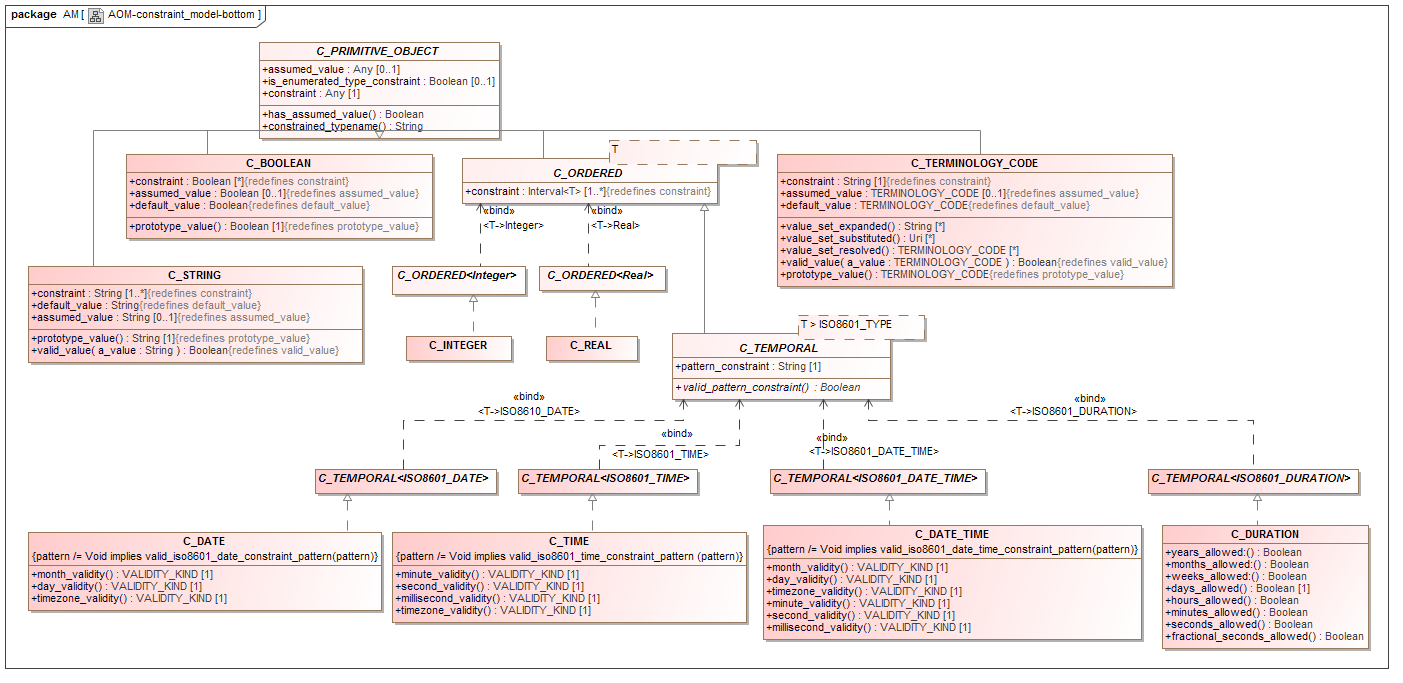 package AM [ AOM-constraint_model-bottom ]
C_PRIMITIVE_OBJECT
+assumed_value : Any [0..1]
+is_enumerated_type_constraint : Boolean [0..1]
+constraint : Any [1]
+has_assumed_value() : Boolean
+constrained_typename() : String
C_BOOLEAN
+constraint : Boolean [*]{redefines constraint}
+assumed_value : Boolean [0..1]{redefines assumed_value}
+default_value : Boolean{redefines default_value}
+prototype_value() : Boolean [1]{redefines prototype_value}
T
C_ORDERED
+constraint : Interval<T> [1..*]{redefines constraint}
C_TERMINOLOGY_CODE
+constraint : String [1]{redefines constraint}
+assumed_value : TERMINOLOGY_CODE [0..1]{redefines assumed_value}
+default_value : TERMINOLOGY_CODE{redefines default_value}
+value_set_expanded() : String [*]
+value_set_substituted() : Uri [*]
+value_set_resolved() : TERMINOLOGY_CODE [*]
+valid_value( a_value : TERMINOLOGY_CODE ) : Boolean{redefines valid_value}
+prototype_value() : TERMINOLOGY_CODE{redefines prototype_value}
«bind»
<T->Integer>
«bind»
<T->Real>
C_STRING
+constraint : String [1..*]{redefines constraint}
+default_value : String{redefines default_value}
+assumed_value : String [0..1]{redefines assumed_value}
+prototype_value() : String [1]{redefines prototype_value}
+valid_value( a_value : String ) : Boolean{redefines valid_value}
C_ORDERED<Integer>
C_ORDERED<Real>
C_INTEGER
C_REAL
T > ISO8601_TYPE
C_TEMPORAL
+pattern_constraint : String [1]
+valid_pattern_constraint() : Boolean
«bind»
<T->ISO8610_DATE>
«bind»
<T->ISO8601_TIME>
«bind»
<T->ISO8601_DATE_TIME>
«bind»
<T->ISO8601_DURATION>
C_TEMPORAL<ISO8601_DATE>
C_TEMPORAL<ISO8601_TIME>
C_TEMPORAL<ISO8601_DATE_TIME>
C_TEMPORAL<ISO8601_DURATION>
C_DATE
{pattern /= Void implies valid_iso8601_date_constraint_pattern(pattern)}
+month_validity() : VALIDITY_KIND [1]
+day_validity() : VALIDITY_KIND [1]
+timezone_validity() : VALIDITY_KIND [1]
C_TIME
{pattern /= Void implies valid_iso8601_time_constraint_pattern (pattern)}
+minute_validity() : VALIDITY_KIND [1]
+second_validity() : VALIDITY_KIND [1]
+millisecond_validity() : VALIDITY_KIND [1]
+timezone_validity() : VALIDITY_KIND [1]
C_DATE_TIME
{pattern /= Void implies valid_iso8601_date_time_constraint_pattern(pattern)}
+month_validity() : VALIDITY_KIND [1]
+day_validity() : VALIDITY_KIND [1]
+timezone_validity() : VALIDITY_KIND [1]
+minute_validity() : VALIDITY_KIND [1]
+second_validity() : VALIDITY_KIND [1]
+millisecond_validity() : VALIDITY_KIND [1]
C_DURATION
+years_allowed:() : Boolean
+months_allowed:() : Boolean
+weeks_allowed:() : Boolean
+days_allowed:() : Boolean [1]
+hours_allowed:() : Boolean
+minutes_allowed:() : Boolean
+seconds_allowed:() : Boolean
+fractional_seconds_allowed() : Boolean